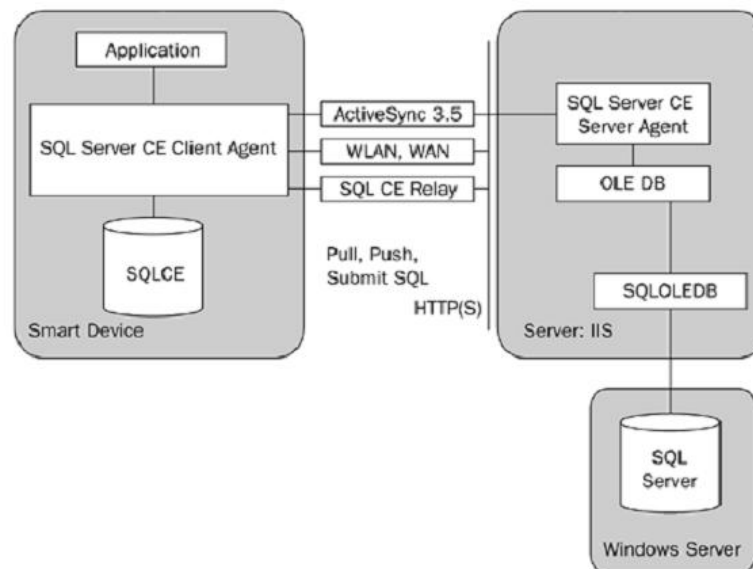 Application
SQL Server CE Client Agent
SQLCE
Smart Device
ActiveSync 3.5
WLAN, WAN
SQL CE Relay
Pull, Push,
Submit SQL
HTTP(S)
SQL Server CE
Server Agent
OLE DB
SQLOLEDB
Server: IIS
SQL
Server
Windows Server